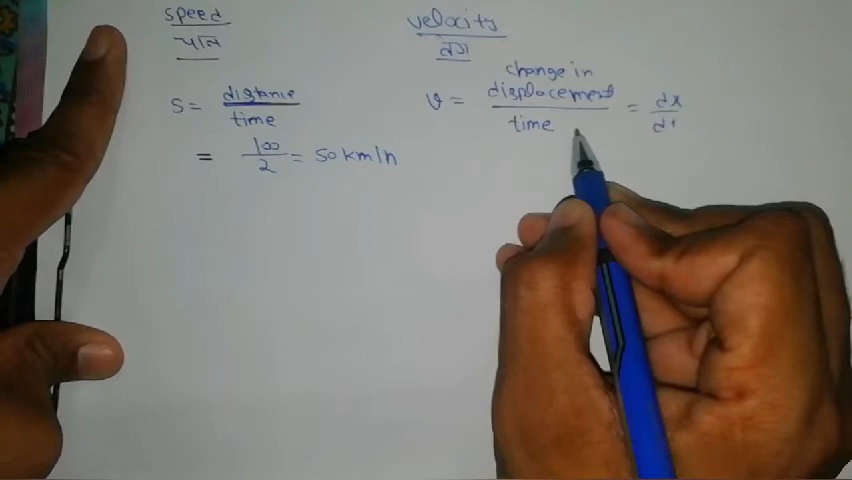 speed
चाल
s = distance / time
= 100 / 2 = 50 km/h
velocity
वेग
v = change in displacement / time = dx / dt